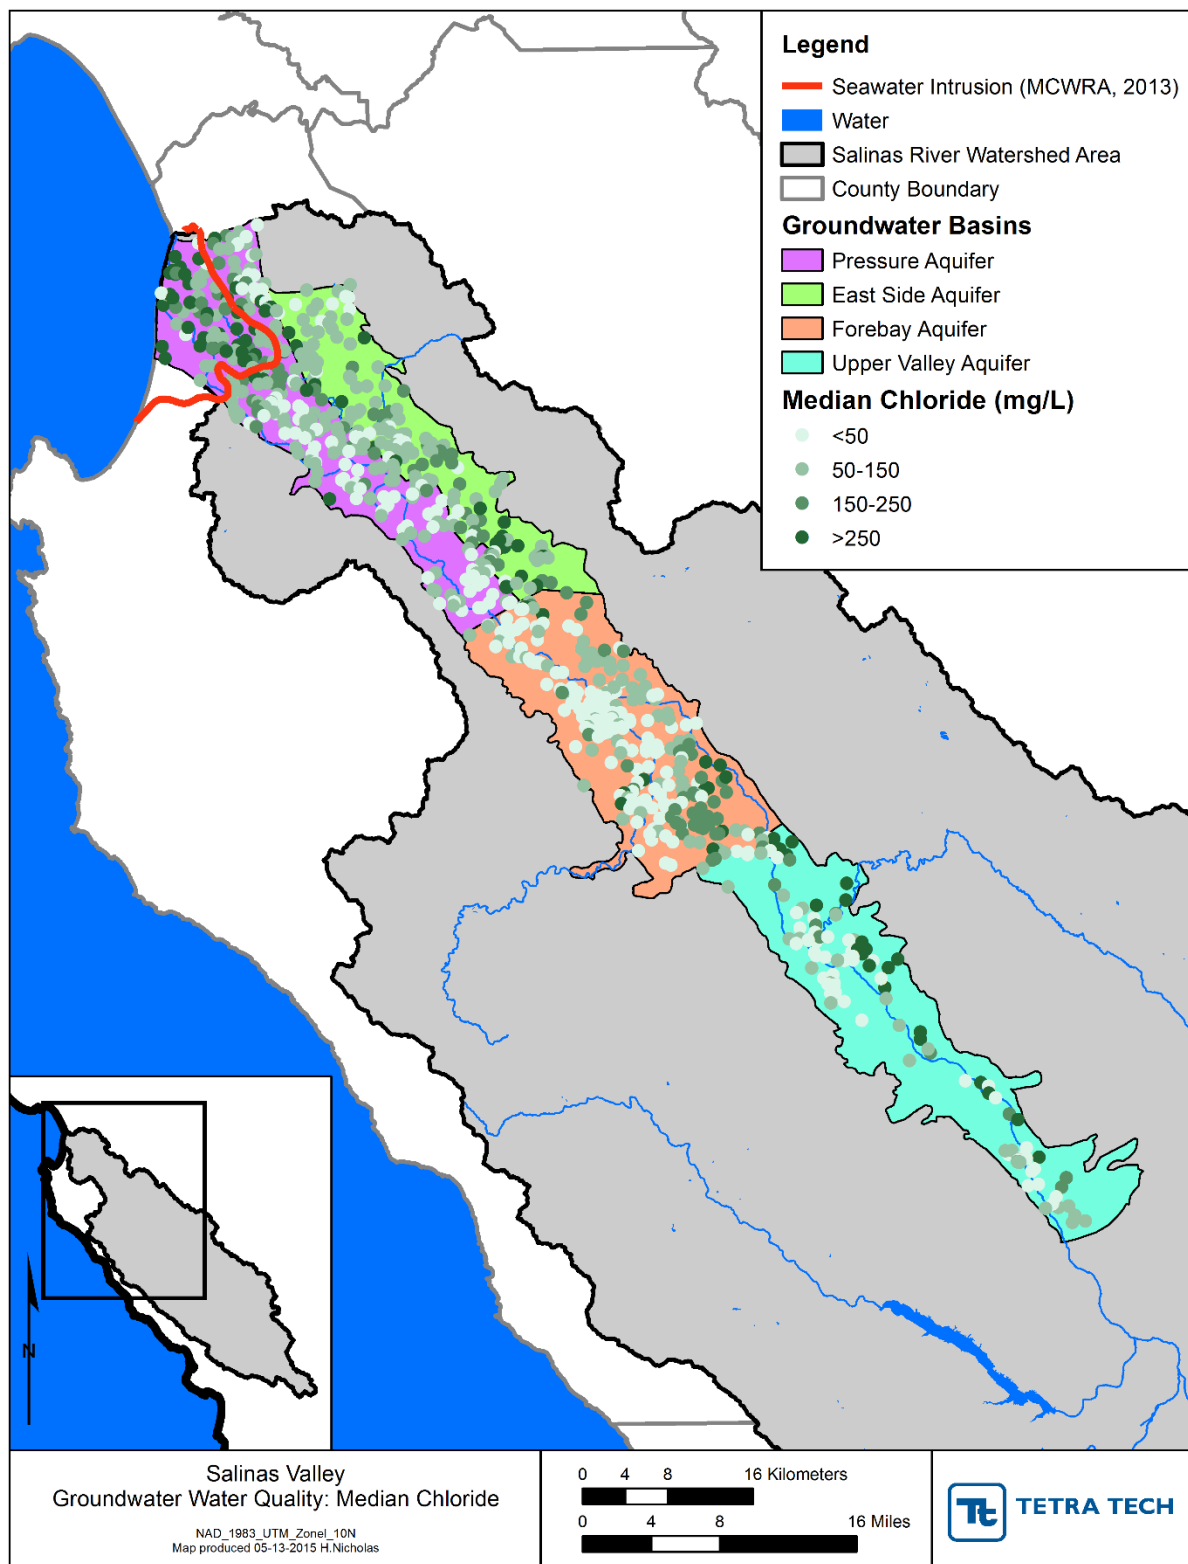 Legend
Seawater Intrusion (MCWRA, 2013)
Water
Salinas River Watershed Area
County Boundary
Groundwater Basins
Pressure Aquifer
East Side Aquifer
Forebay Aquifer
Upper Valley Aquifer
Median Chloride (mg/L)
<50
50-150
150-250
>250
N
Salinas Valley
Groundwater Water Quality: Median Chloride
NAD_1983_UTM_Zonel_10N
Map produced 05-13-2015 H.Nicholas
0 4 8 16 Kilometers
0 4 8 16 Miles
Tt TETRA TECH